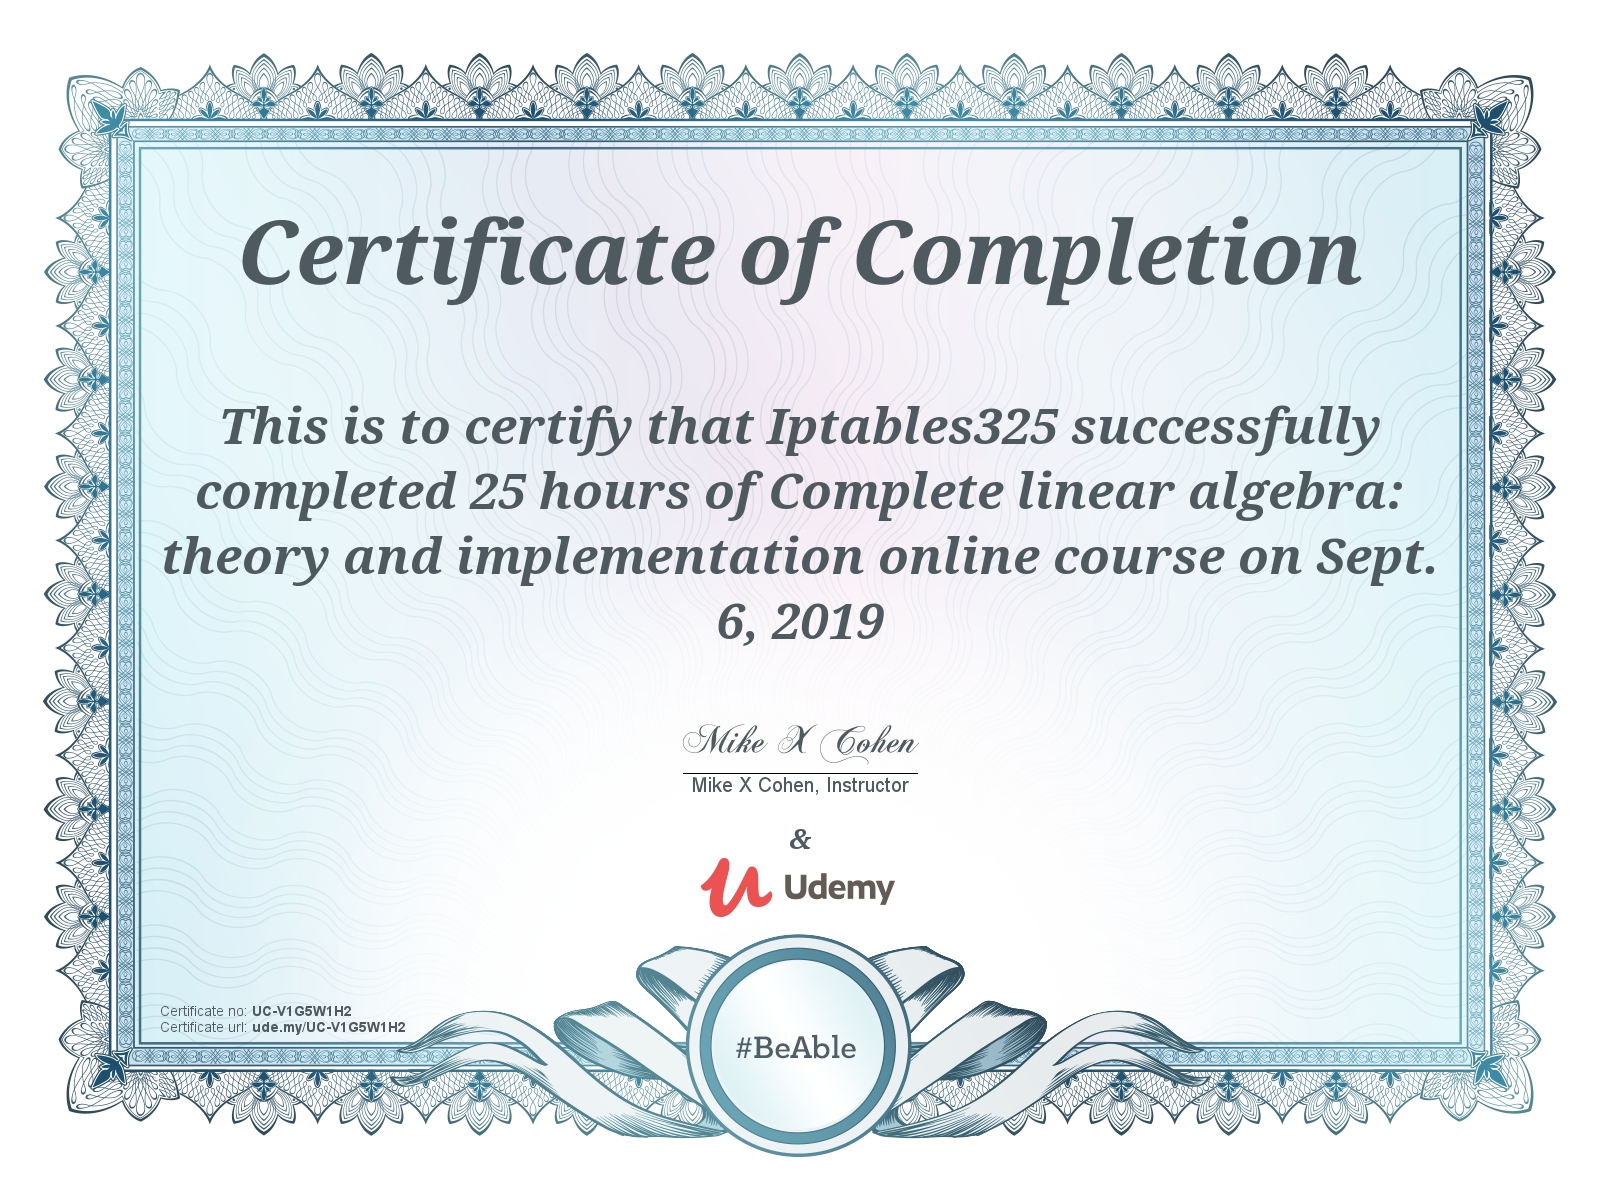 Certificate of Completion
This is to certify that Iptables325 successfully
completed 25 hours of Complete linear algebra:
theory and implementation online course on Sept.
6, 2019
Mike X Cohen
Mike X Cohen, Instructor
&
Udemy
Certificate no: UC-V1G5W1H2
Certificate url: ude.my/UC-V1G5W1H2
#BeAble